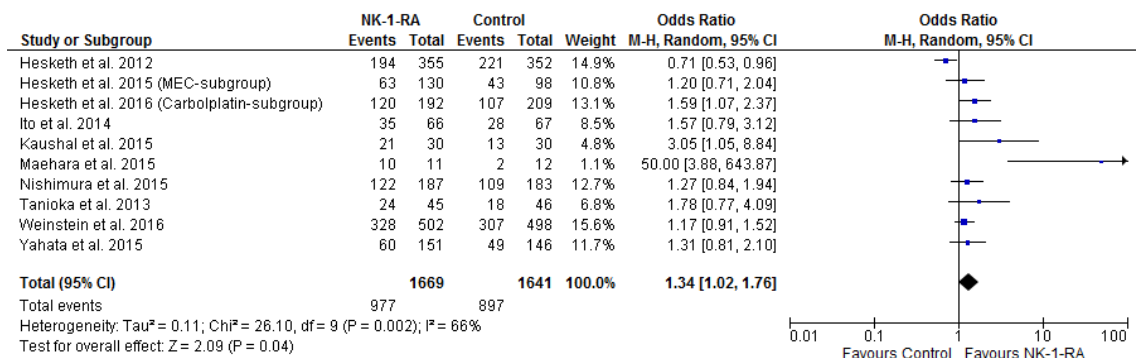 NK-1-RA Control Odds Ratio Odds Ratio
Study or Subgroup Events Total Events Total Weight M-H, Random, 95% CI M-H, Random, 95% CI
Hesketh et al. 2012 194 355 221 352 14.9% 0.71 [0.53, 0.96]
Hesketh et al. 2015 (MEC-subgroup) 63 130 43 98 10.8% 1.20 [0.71, 2.04]
Hesketh et al. 2016 (Carbolplatin-subgroup) 120 192 107 209 13.1% 1.59 [1.07, 2.37]
Ito et al. 2014 35 66 28 67 8.5% 1.57 [0.79, 3.12]
Kaushal et al. 2015 21 30 13 30 4.8% 3.05 [1.05, 8.84]
Maehara et al. 2015 10 11 2 12 1.1% 50.00 [3.88, 643.87]
Nishimura et al. 2015 122 187 109 183 12.7% 1.27 [0.84, 1.94]
Tanioka et al. 2013 24 45 18 46 6.8% 1.78 [0.77, 4.09]
Weinstein et al. 2016 328 502 307 498 15.6% 1.17 [0.91, 1.52]
Yahata et al. 2015 60 151 49 146 11.7% 1.31 [0.81, 2.10]
Total (95% CI) 1669 1641 100.0% 1.34 [1.02, 1.76]
Total events 977 897
Heterogeneity: Tau² = 0.11; Chi² = 26.10, df = 9 (P = 0.002); I² = 66%
Test for overall effect: Z = 2.09 (P = 0.04)
0.01 0.1 1 10 100
Favours Control Favours NK-1-RA